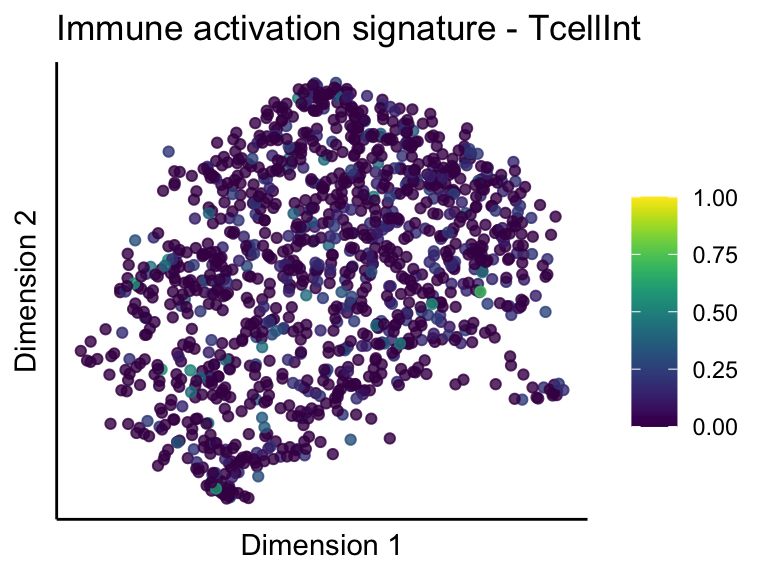 Immune activation signature - TcellInt
Dimension 2
1.00
0.75
0.50
0.25
0.00
Dimension 1